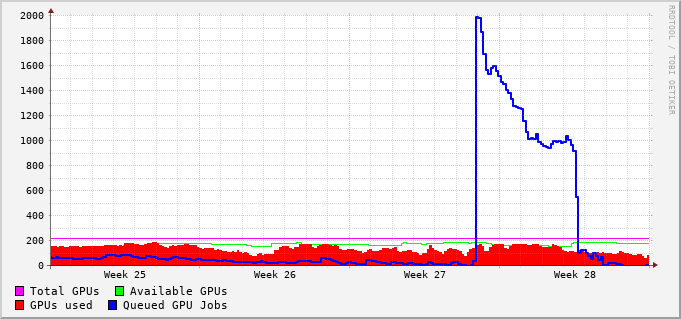 2000
1800
1600
1400
1200
1000
800
600
400
200
0
Week 25 Week 26 Week 27 Week 28
Total GPUs Available GPUs
GPUs used Queued GPU Jobs
RRDTOOL / TOBI OETIKER